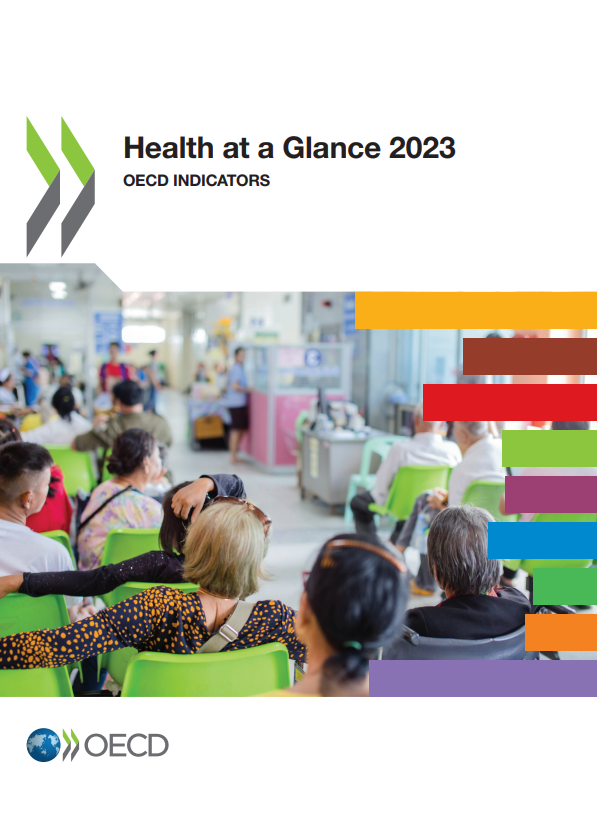 Health at a Glance 2023
OECD INDICATORS
OECD